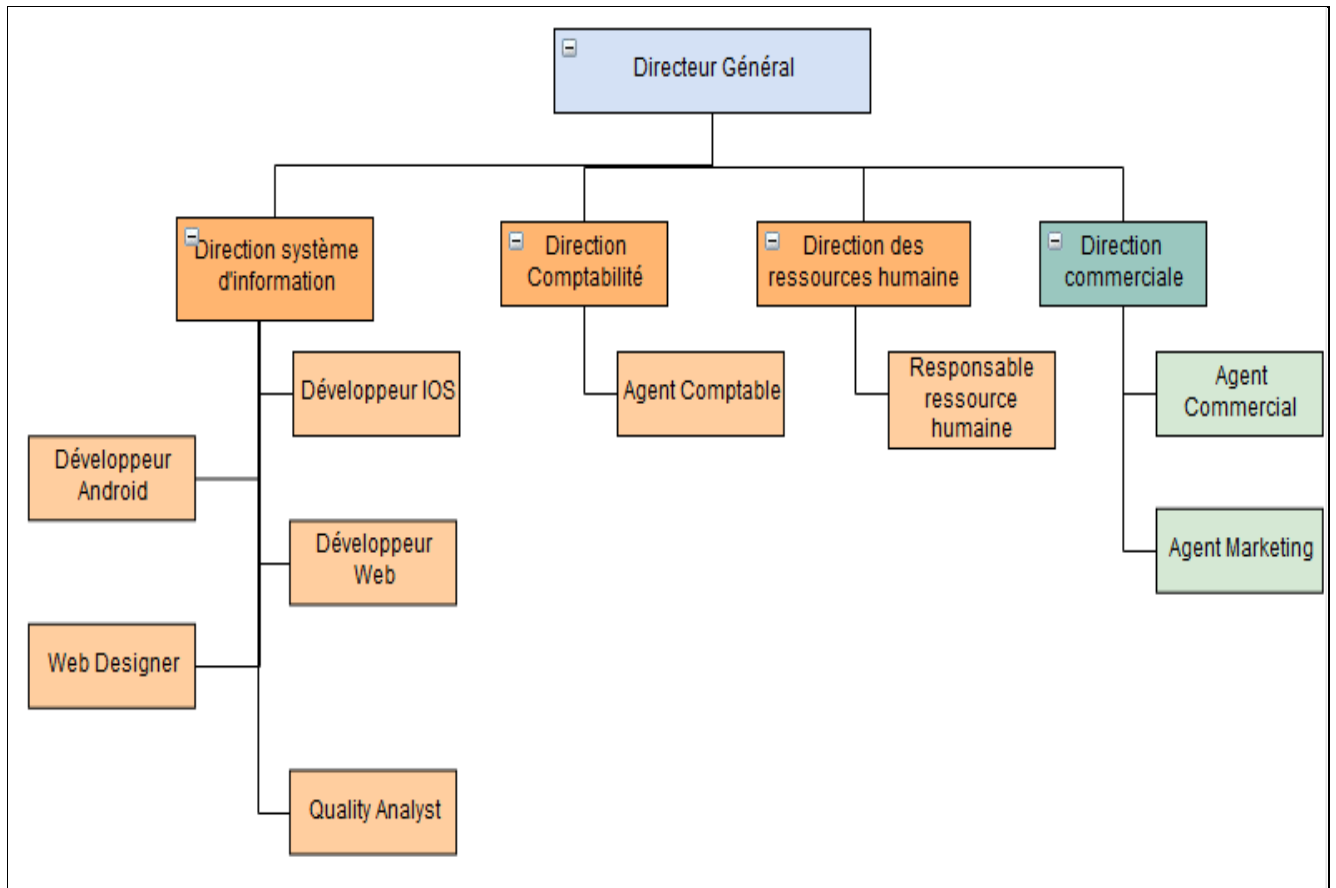 Directeur Général
Direction système
d'information
Direction
Comptabilité
Direction des
ressources humaine
Direction
commerciale
Développeur IOS
Agent Comptable
Responsable
ressource
humaine
Agent
Commercial
Développeur
Android
Développeur
Web
Agent Marketing
Web Designer
Quality Analyst